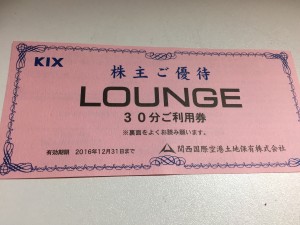 KIX
株主ご優待
LOUNGE
30分ご利用券
※裏面をよくお読み願います。
有効期限 2016年12月31日まで
関西国際空港土地保有株式会社